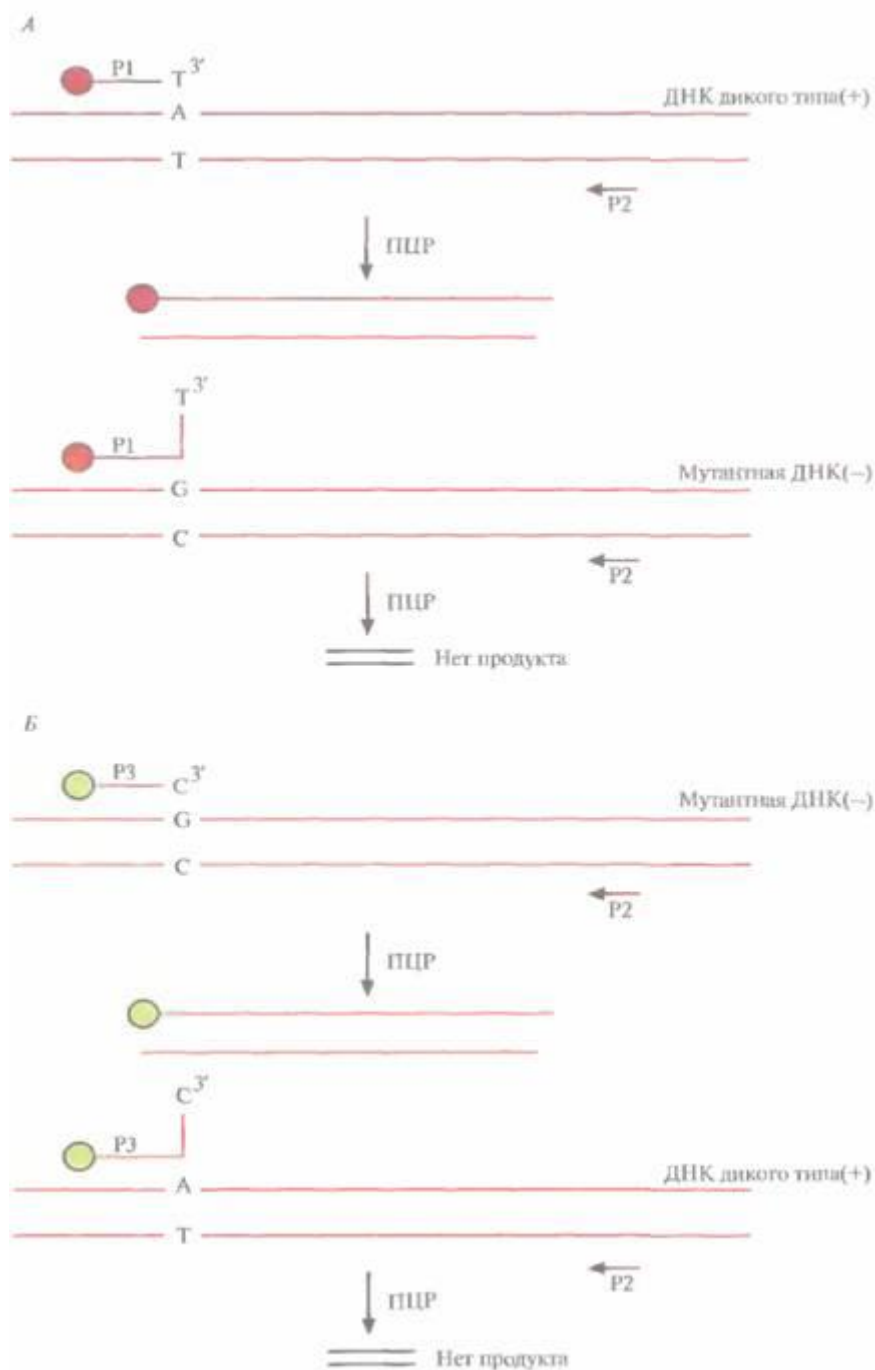 А
P1
T 3'
ДНК дикого типа(+)
A
T
P2
ПЦР
T 3'
P1
Мутантная ДНК(−)
G
C
P2
ПЦР
Нет продукта
Б
P3
C 3'
Мутантная ДНК(−)
G
C
P2
ПЦР
C 3'
P3
ДНК дикого типа(+)
A
T
P2
ПЦР
Нет продукта